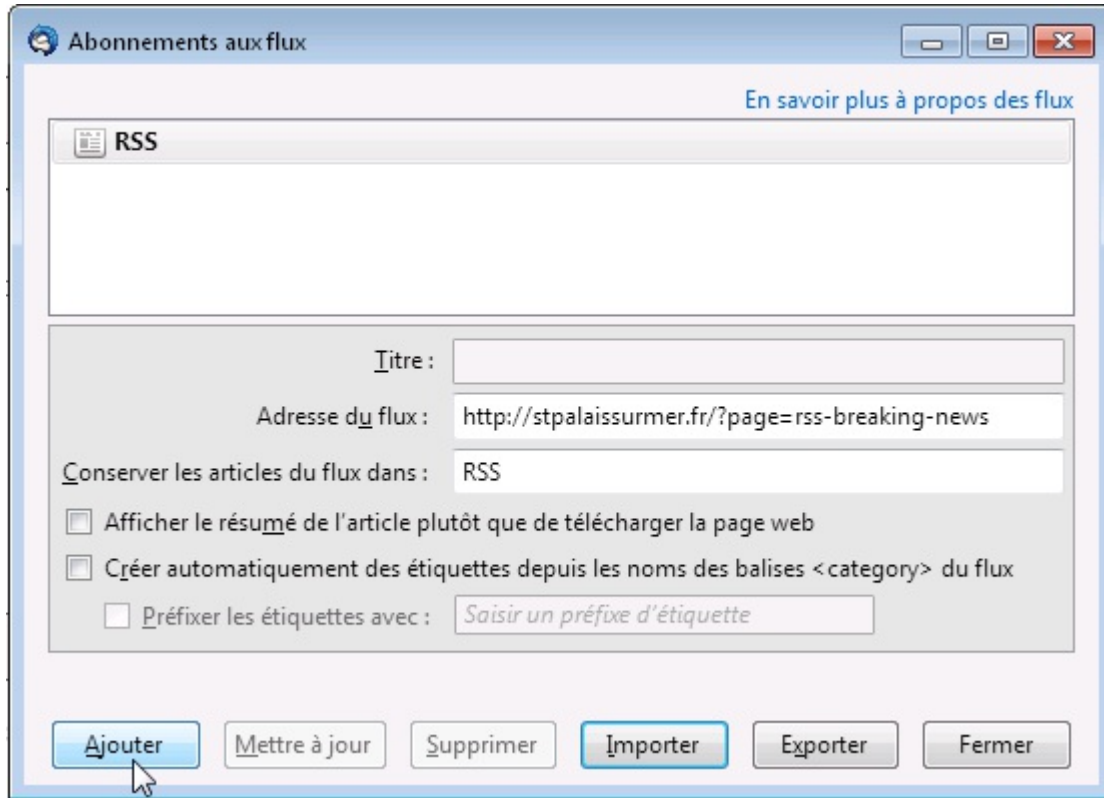 Abonnements aux flux
En savoir plus à propos des flux
RSS
Titre :
Adresse du flux : http://stpalaissurmer.fr/?page=rss-breaking-news
Conserver les articles du flux dans : RSS
Afficher le résumé de l'article plutôt que de télécharger la page web
Créer automatiquement des étiquettes depuis les noms des balises <category> du flux
Préfixer les étiquettes avec : Saisir un préfixe d'étiquette
Ajouter Mettre à jour Supprimer Importer Exporter Fermer